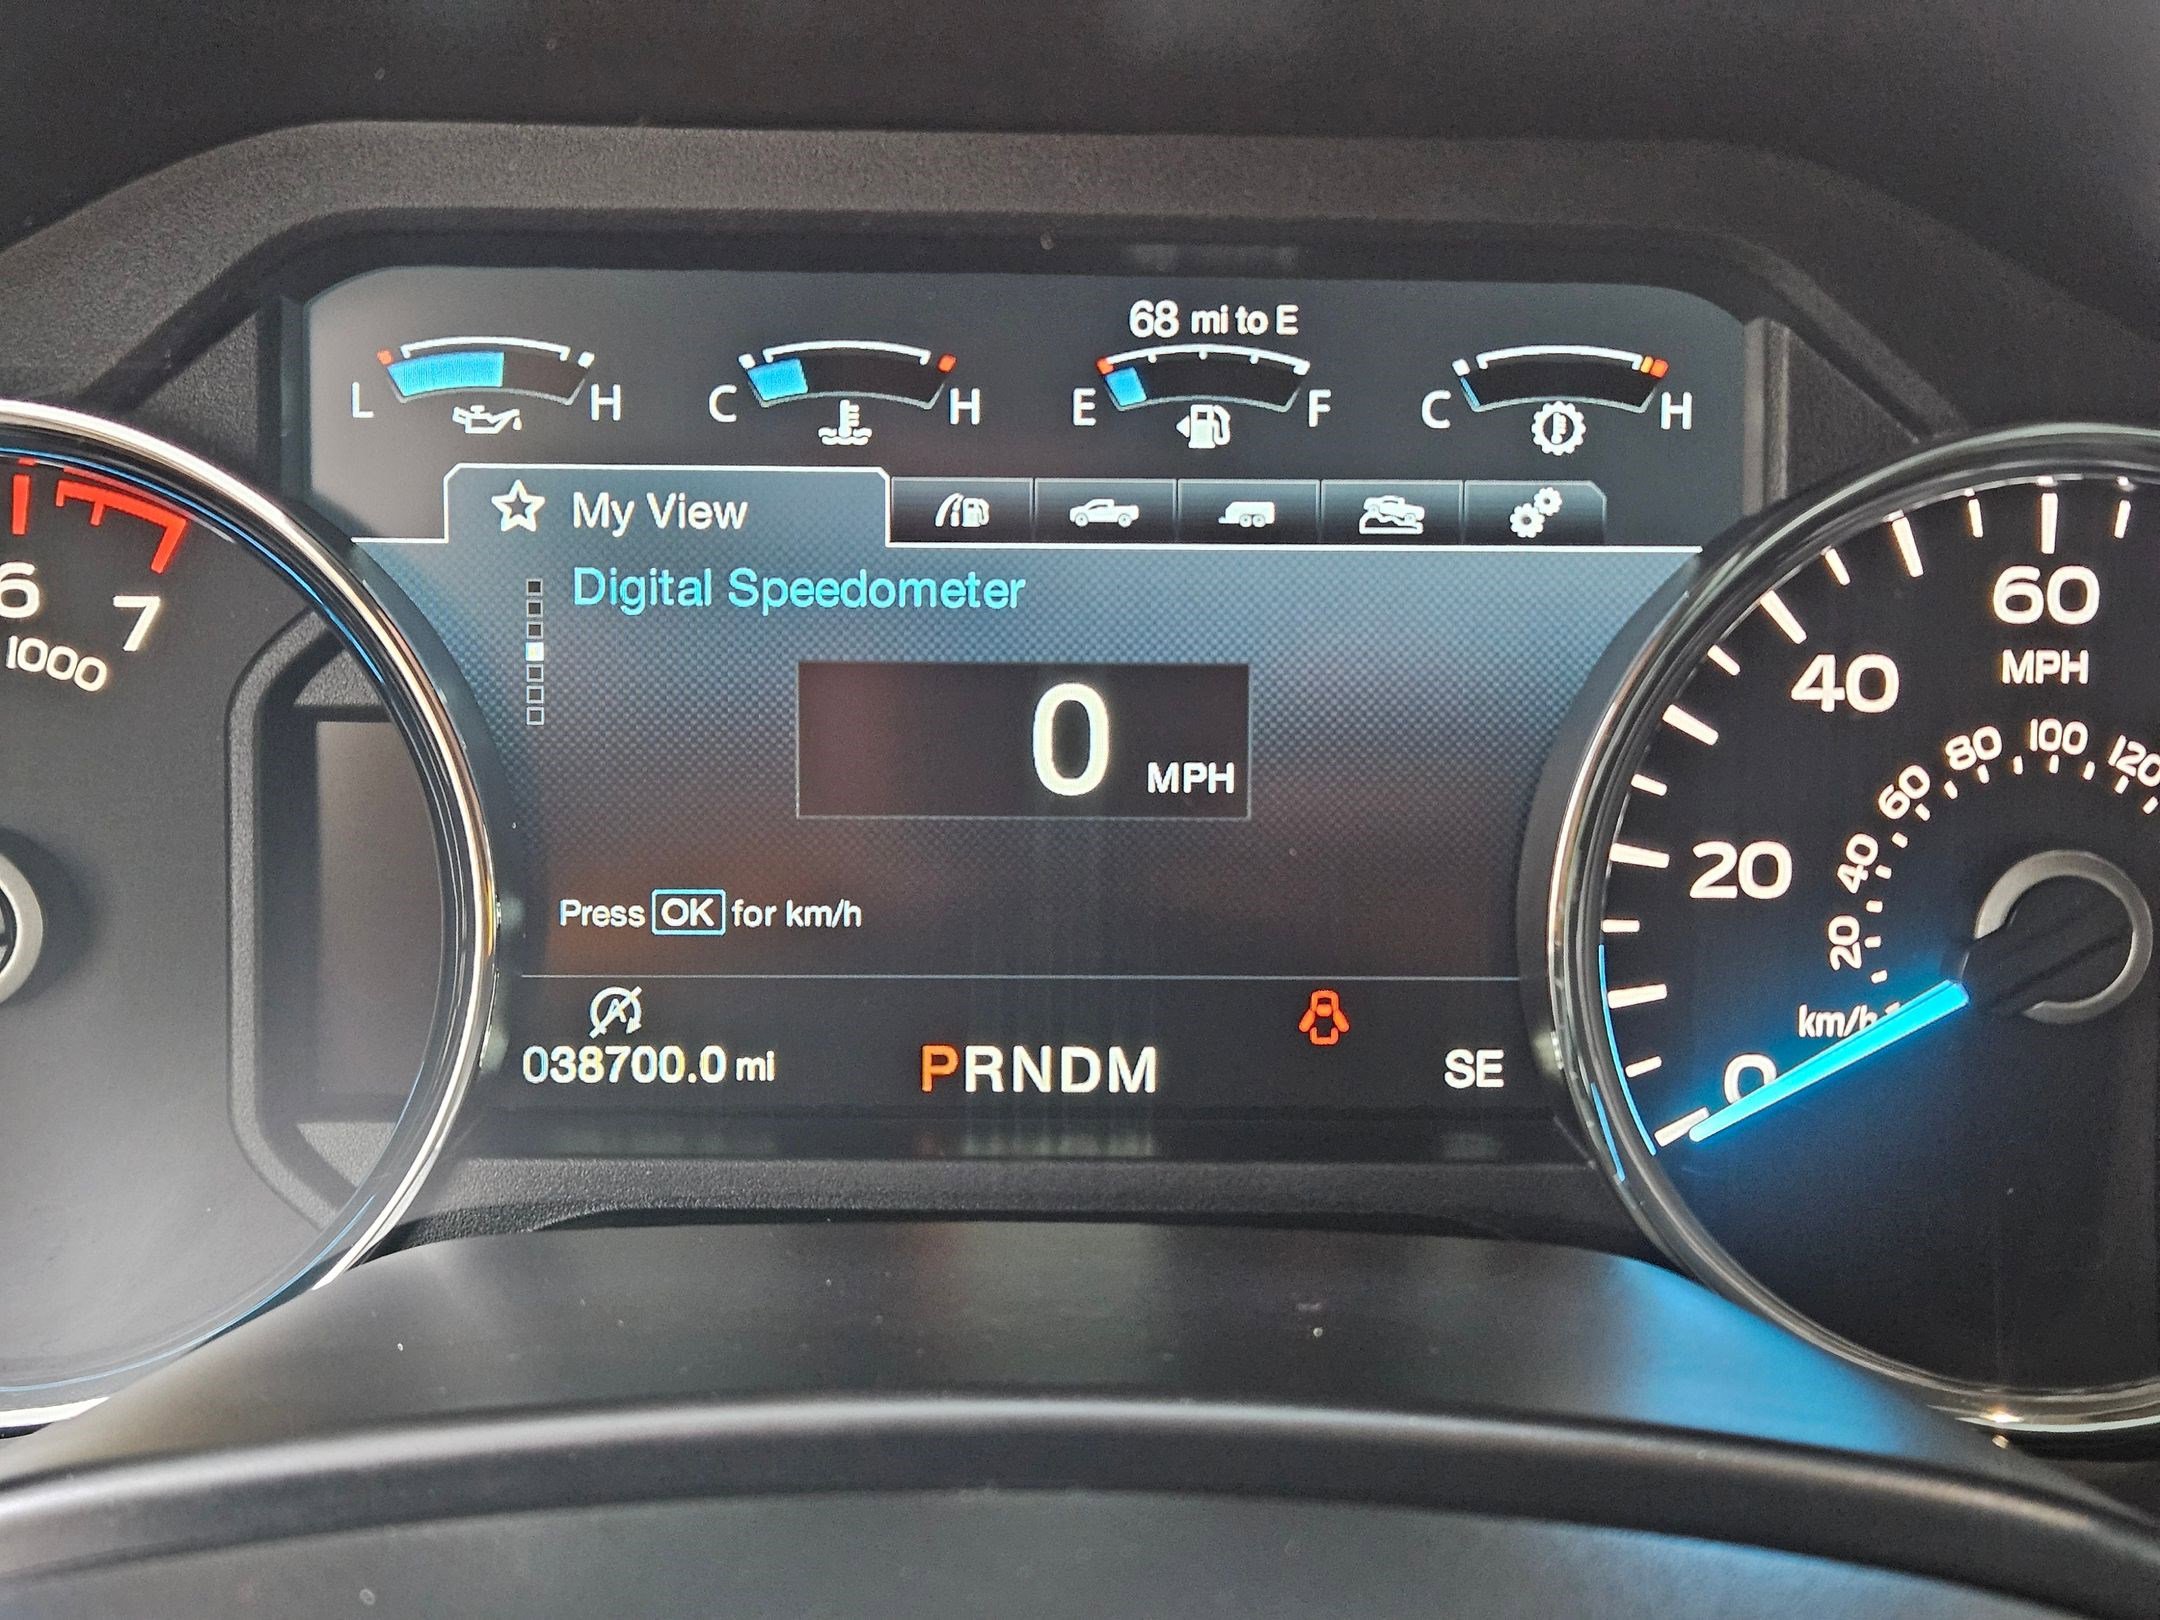 68 mi to E
L H C H E F C H
My View
Digital Speedometer
0 MPH
Press OK for km/h
038700.0 mi
PRNDM
SE
6 7
1000
0 20 40 60
MPH
20 40 60 80 100 120
km/h